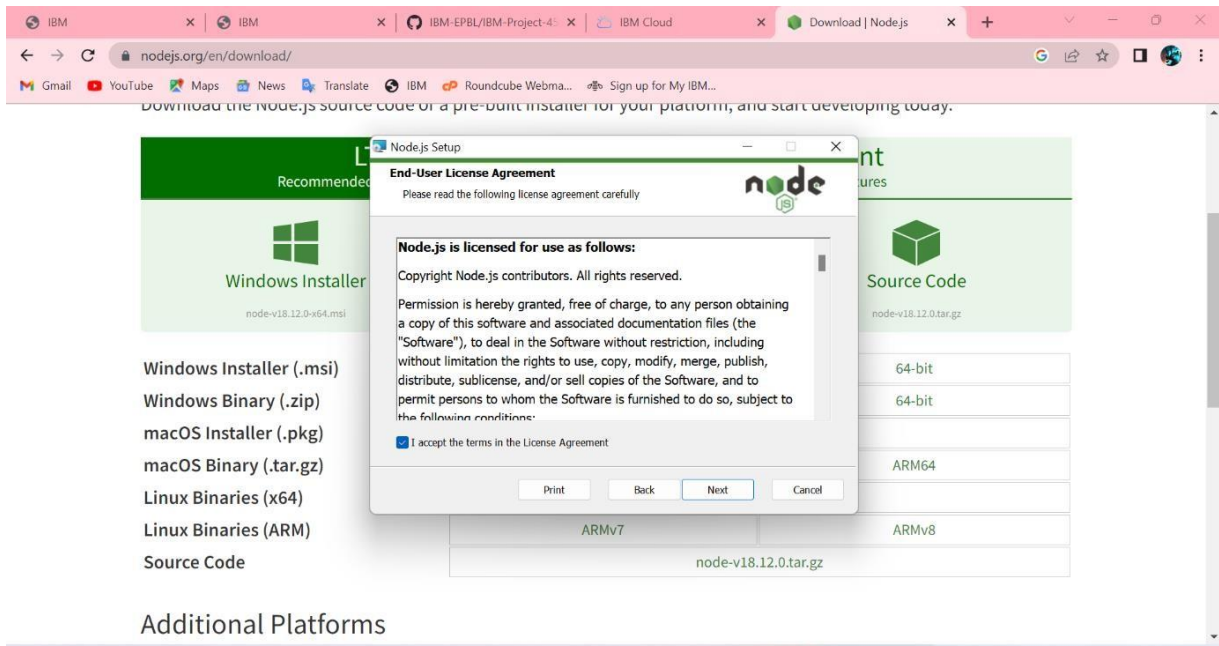 IBM
IBM
IBM-EPBL/IBM-Project-45
IBM Cloud
Download | Node.js
nodejs.org/en/download/
Gmail
YouTube
Maps
News
Translate
IBM
Roundcube Webma...
Sign up for My IBM...
Download the Node.js source code or a pre-built installer for your platform, and start developing today.
Recommended
nt
tures
Windows Installer
node-v18.12.0-x64.msi
Source Code
node-v18.12.0.tar.gz
Node.js Setup
End-User License Agreement
Please read the following license agreement carefully
node
JS
Node.js is licensed for use as follows:
Copyright Node.js contributors. All rights reserved.
Permission is hereby granted, free of charge, to any person obtaining
a copy of this software and associated documentation files (the
"Software"), to deal in the Software without restriction, including
without limitation the rights to use, copy, modify, merge, publish,
distribute, sublicense, and/or sell copies of the Software, and to
permit persons to whom the Software is furnished to do so, subject to
the following conditions:
I accept the terms in the License Agreement
Print
Back
Next
Cancel
Windows Installer (.msi)
64-bit
Windows Binary (.zip)
64-bit
macOS Installer (.pkg)
macOS Binary (.tar.gz)
ARM64
Linux Binaries (x64)
Linux Binaries (ARM)
ARMv7
ARMv8
Source Code
node-v18.12.0.tar.gz
Additional Platforms